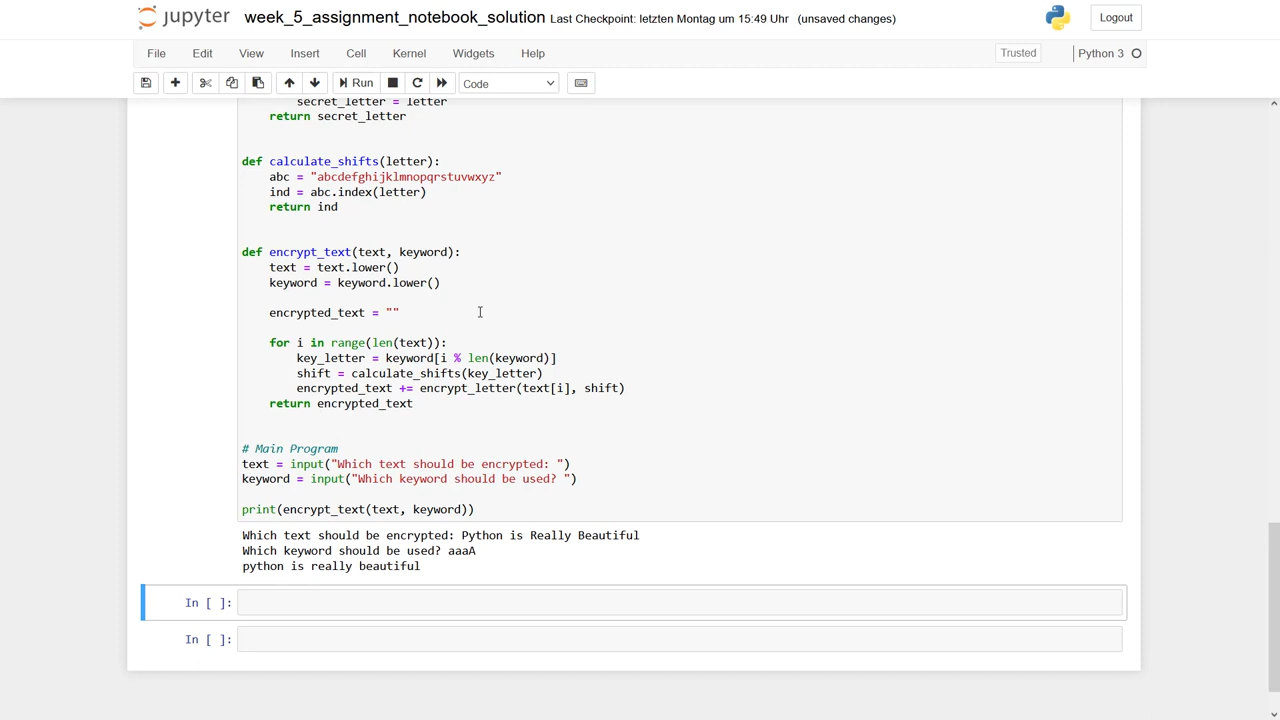 jupyter week_5_assignment_notebook_solution Last Checkpoint: letzten Montag um 15:49 Uhr (unsaved changes) Logout
File Edit View Insert Cell Kernel Widgets Help Trusted Python 3
Run Code
secret_letter = letter
return secret_letter
def calculate_shifts(letter):
abc = "abcdefghijklmnopqrstuvwxyz"
ind = abc.index(letter)
return ind
def encrypt_text(text, keyword):
text = text.lower()
keyword = keyword.lower()
encrypted_text = ""
for i in range(len(text)):
key_letter = keyword[i % len(keyword)]
shift = calculate_shifts(key_letter)
encrypted_text += encrypt_letter(text[i], shift)
return encrypted_text
# Main Program
text = input("Which text should be encrypted: ")
keyword = input("Which keyword should be used? ")
print(encrypt_text(text, keyword))
Which text should be encrypted: Python is Really Beautiful
Which keyword should be used? aaaA
python is really beautiful
In [ ]:
In [ ]: